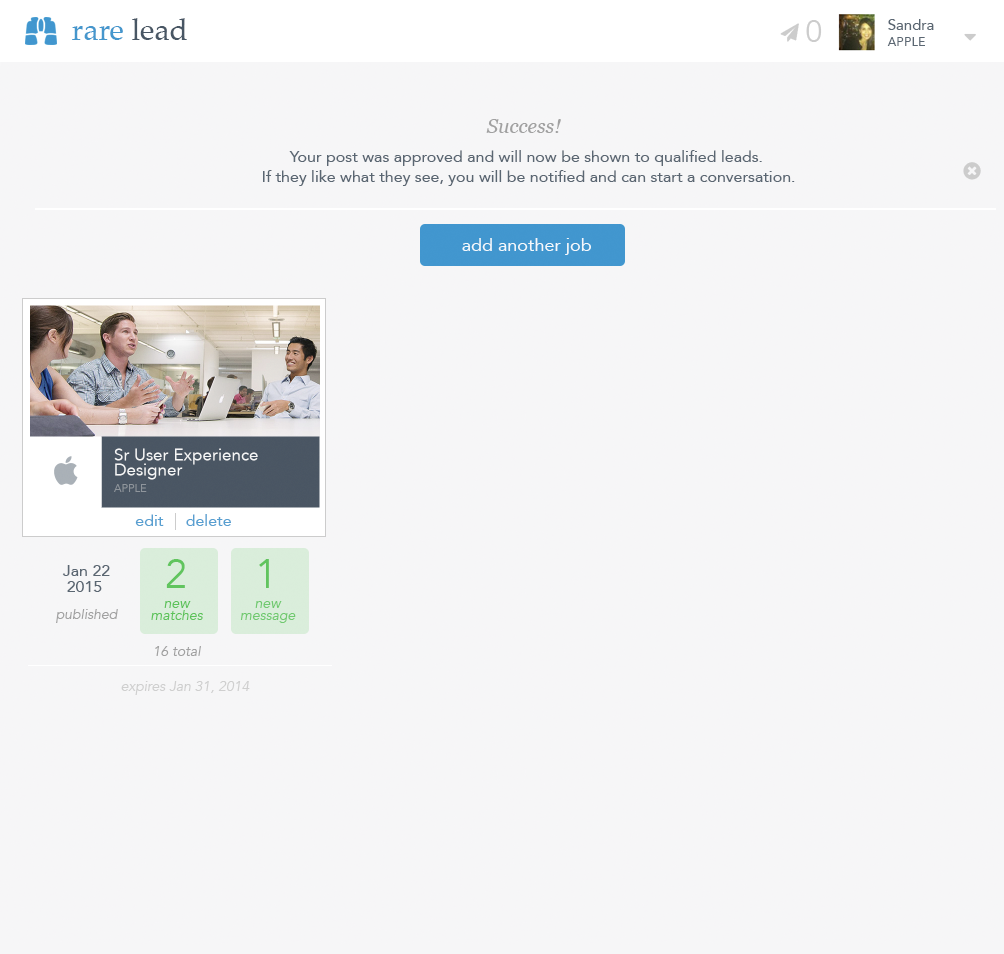 rare lead
0
Sandra
APPLE
Success!
Your post was approved and will now be shown to qualified leads.
If they like what they see, you will be notified and can start a conversation.
add another job
Sr User Experience
Designer
APPLE
edit | delete
Jan 22
2015
published
2
new
matches
1
new
message
16 total
expires Jan 31, 2014